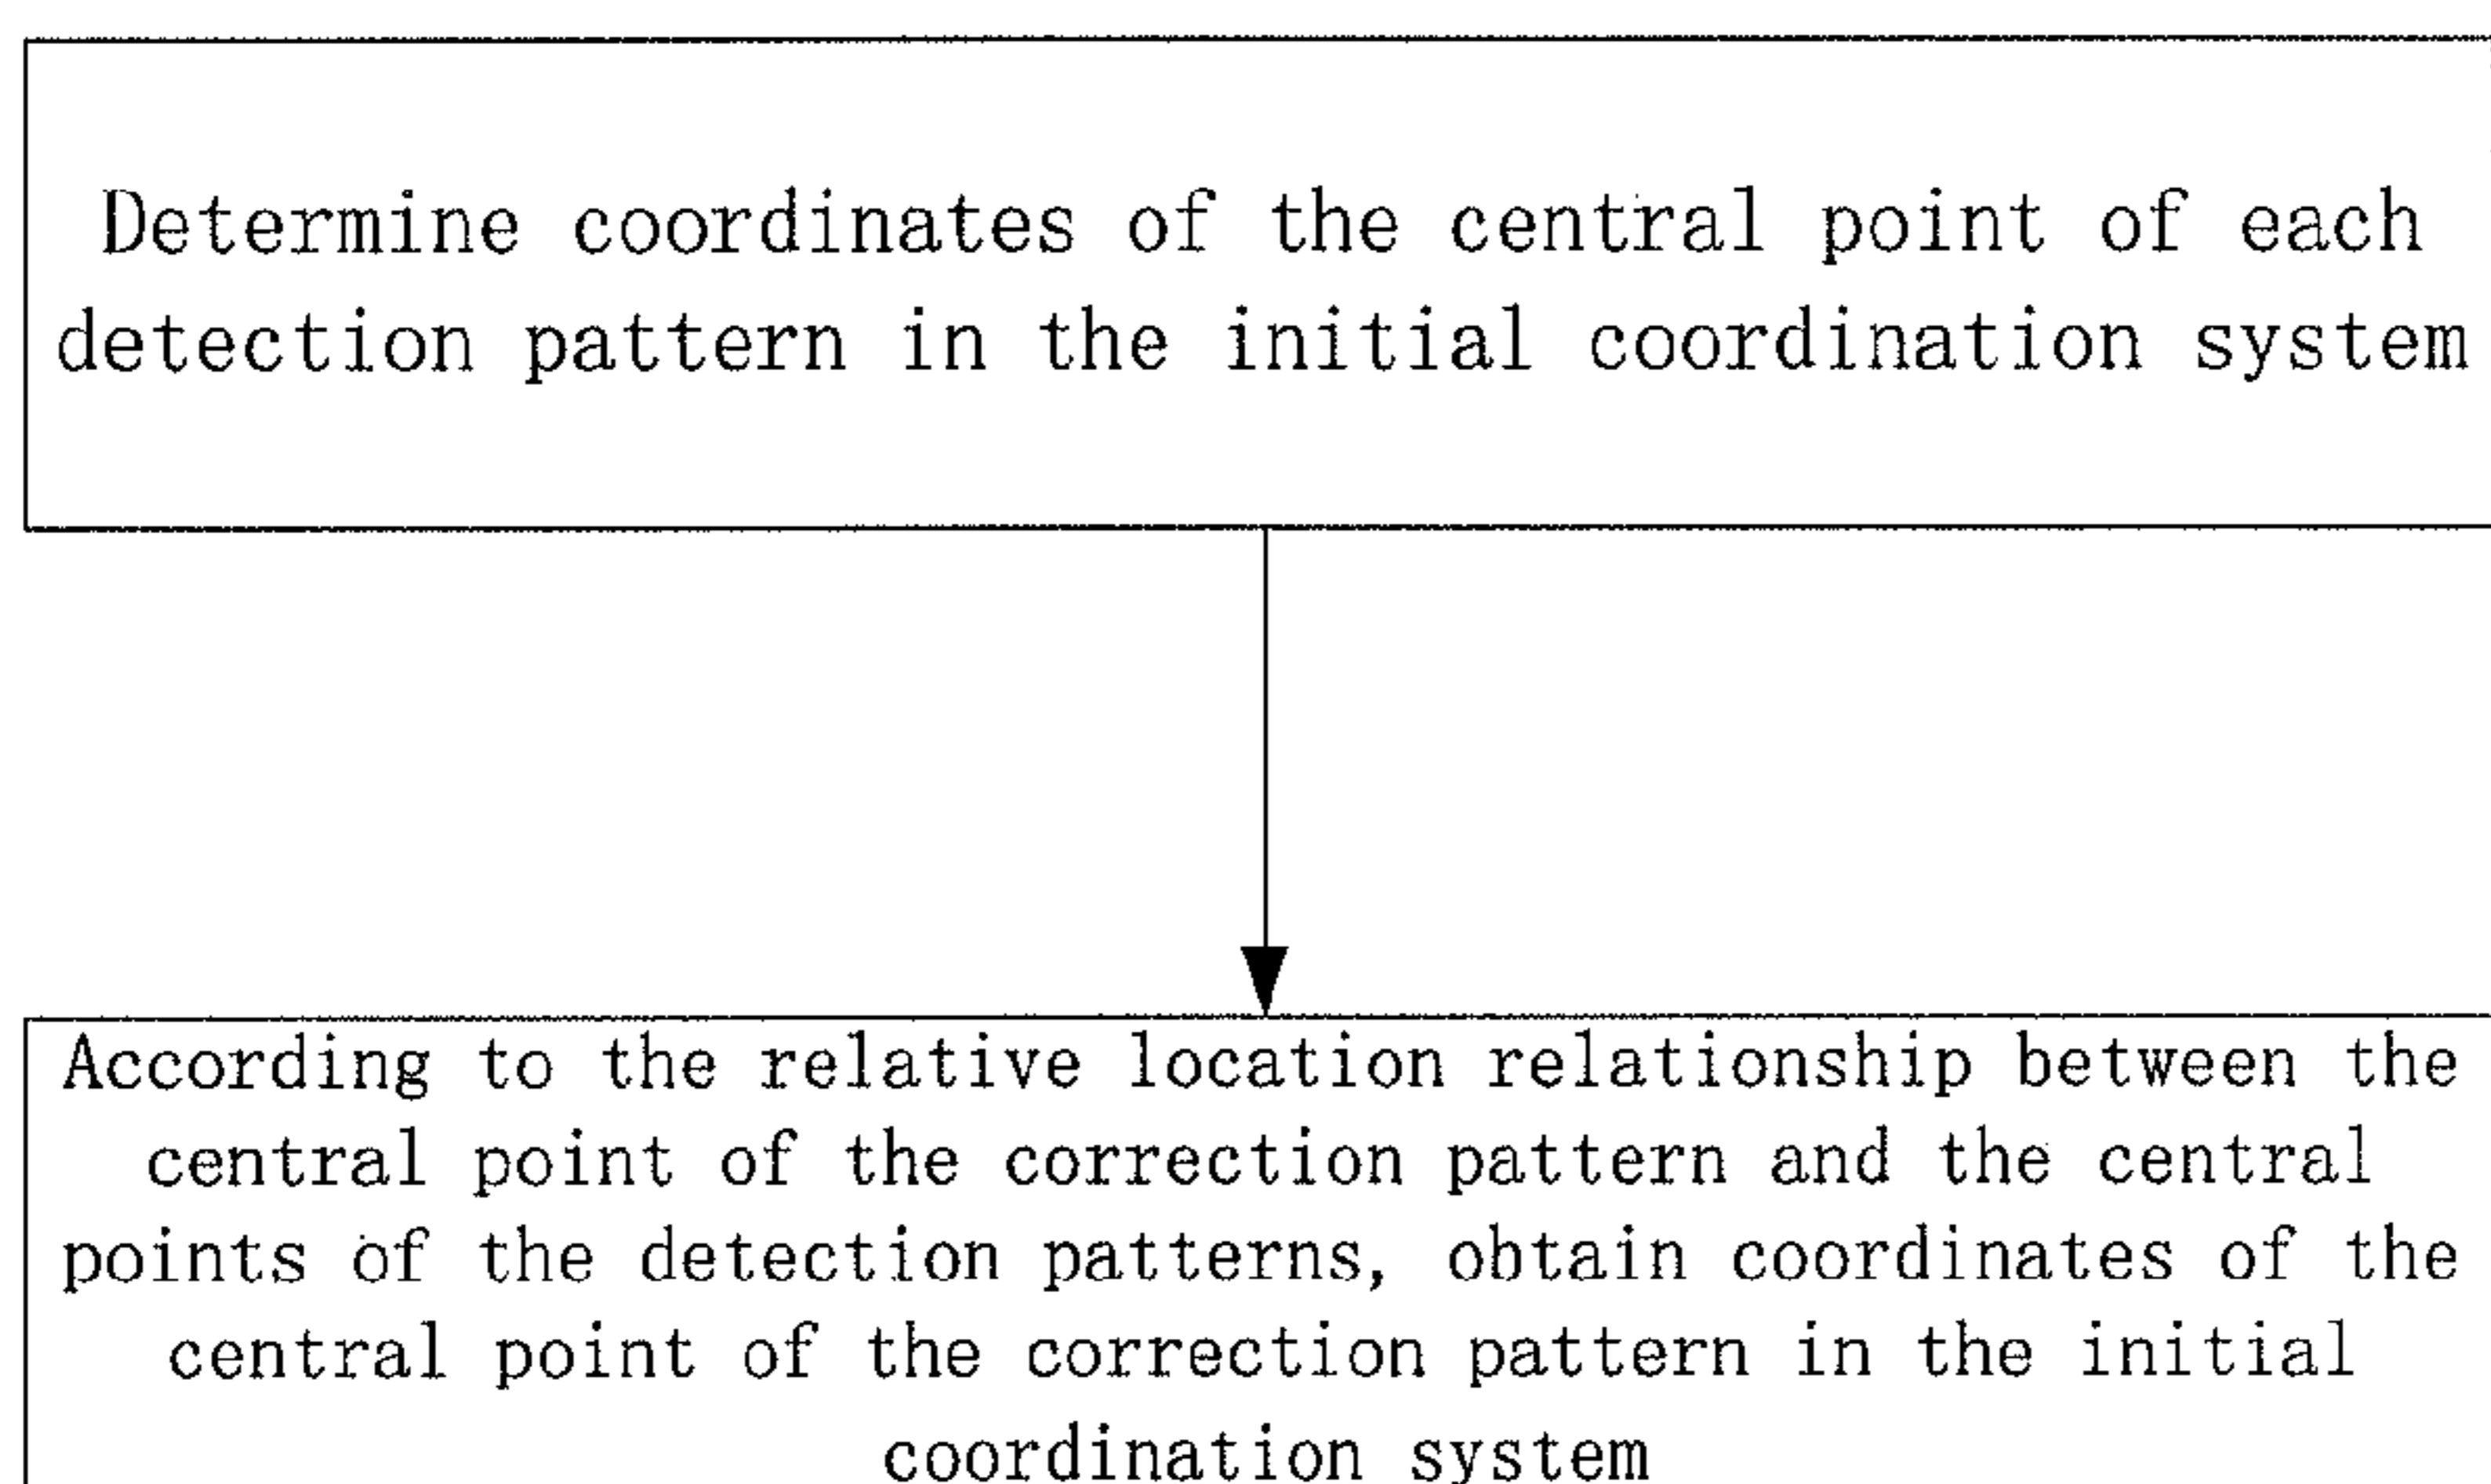 Determine coordinates of the central point of each
detection pattern in the initial coordination system
According to the relative location relationship between the
central point of the correction pattern and the central
points of the detection patterns, obtain coordinates of the
central point of the correction pattern in the initial
coordination system